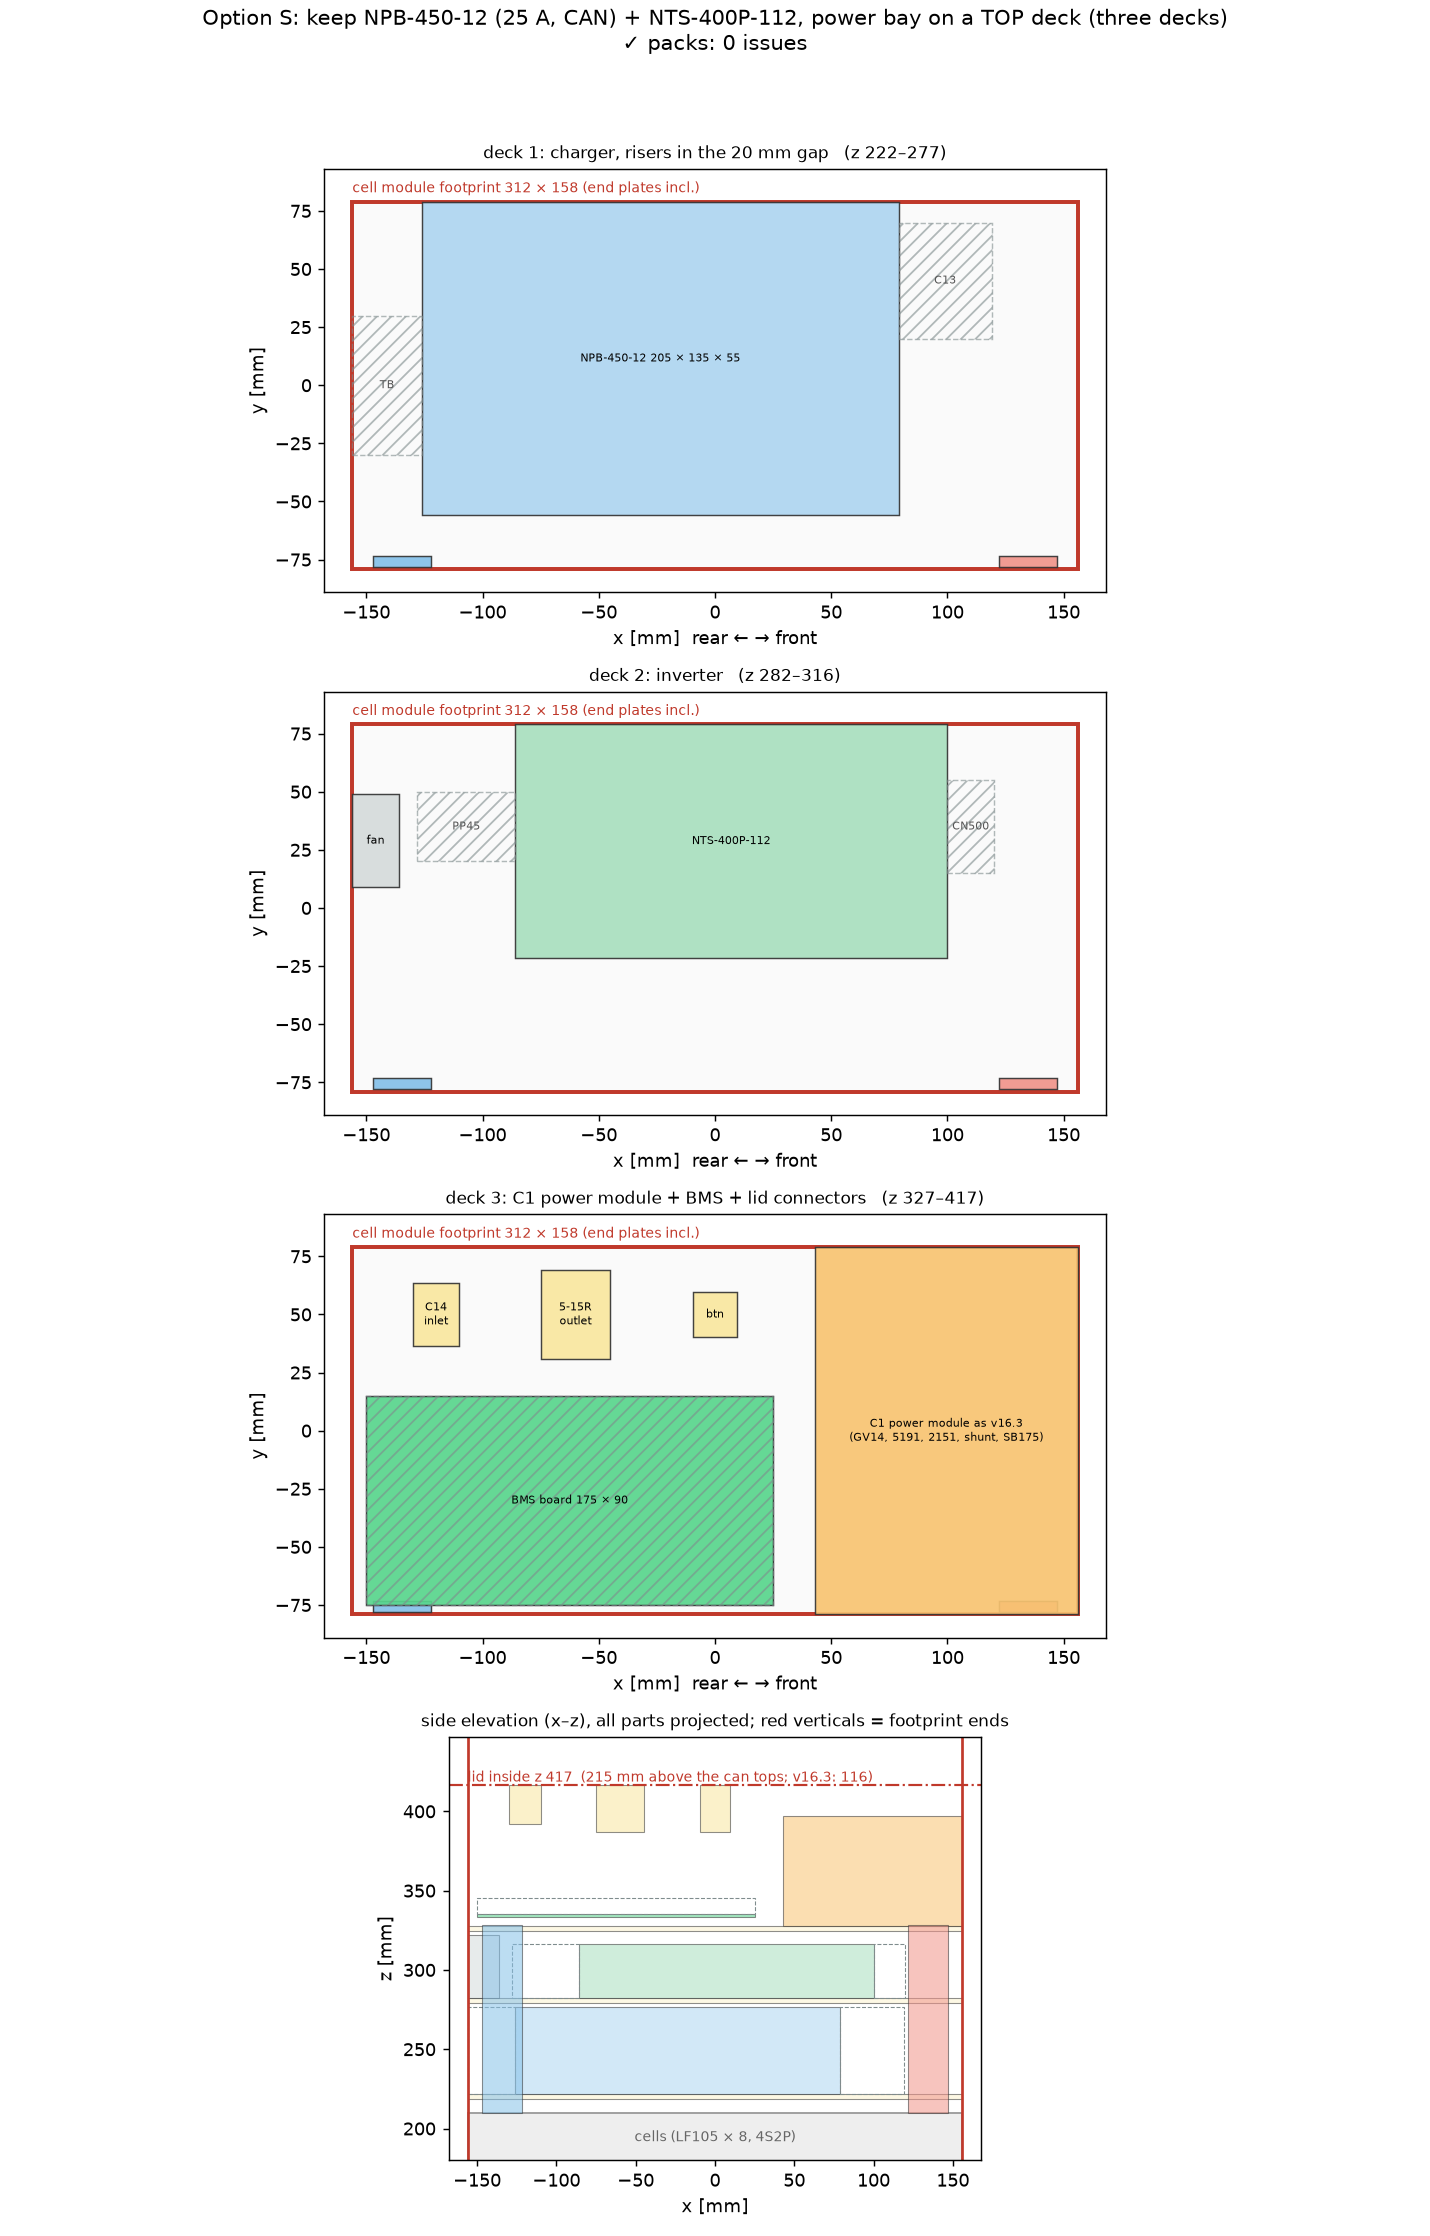 Option S: keep NPB-450-12 (25 A, CAN) + NTS-400P-112, power bay on a TOP deck (three decks)
✓ packs: 0 issues
deck 1: charger, risers in the 20 mm gap   (z 222–277)
cell module footprint 312 × 158 (end plates incl.)
75
50
25
0
−25
−50
−75
y [mm]
TB
NPB-450-12 205 × 135 × 55
C13
−150
−100
−50
0
50
100
150
x [mm]  rear ← → front
deck 2: inverter   (z 282–316)
cell module footprint 312 × 158 (end plates incl.)
75
50
25
0
−25
−50
−75
y [mm]
fan
PP45
NTS-400P-112
CN500
−150
−100
−50
0
50
100
150
x [mm]  rear ← → front
deck 3: C1 power module + BMS + lid connectors   (z 327–417)
cell module footprint 312 × 158 (end plates incl.)
75
50
25
0
−25
−50
−75
y [mm]
C14
inlet
5-15R
outlet
btn
C1 power module as v16.3
(GV14, 5191, 2151, shunt, SB175)
BMS board 175 × 90
−150
−100
−50
0
50
100
150
x [mm]  rear ← → front
side elevation (x–z), all parts projected; red verticals = footprint ends
lid inside z 417  (215 mm above the can tops; v16.3: 116)
400
350
300
250
200
z [mm]
cells (LF105 × 8, 4S2P)
−150
−100
−50
0
50
100
150
x [mm]